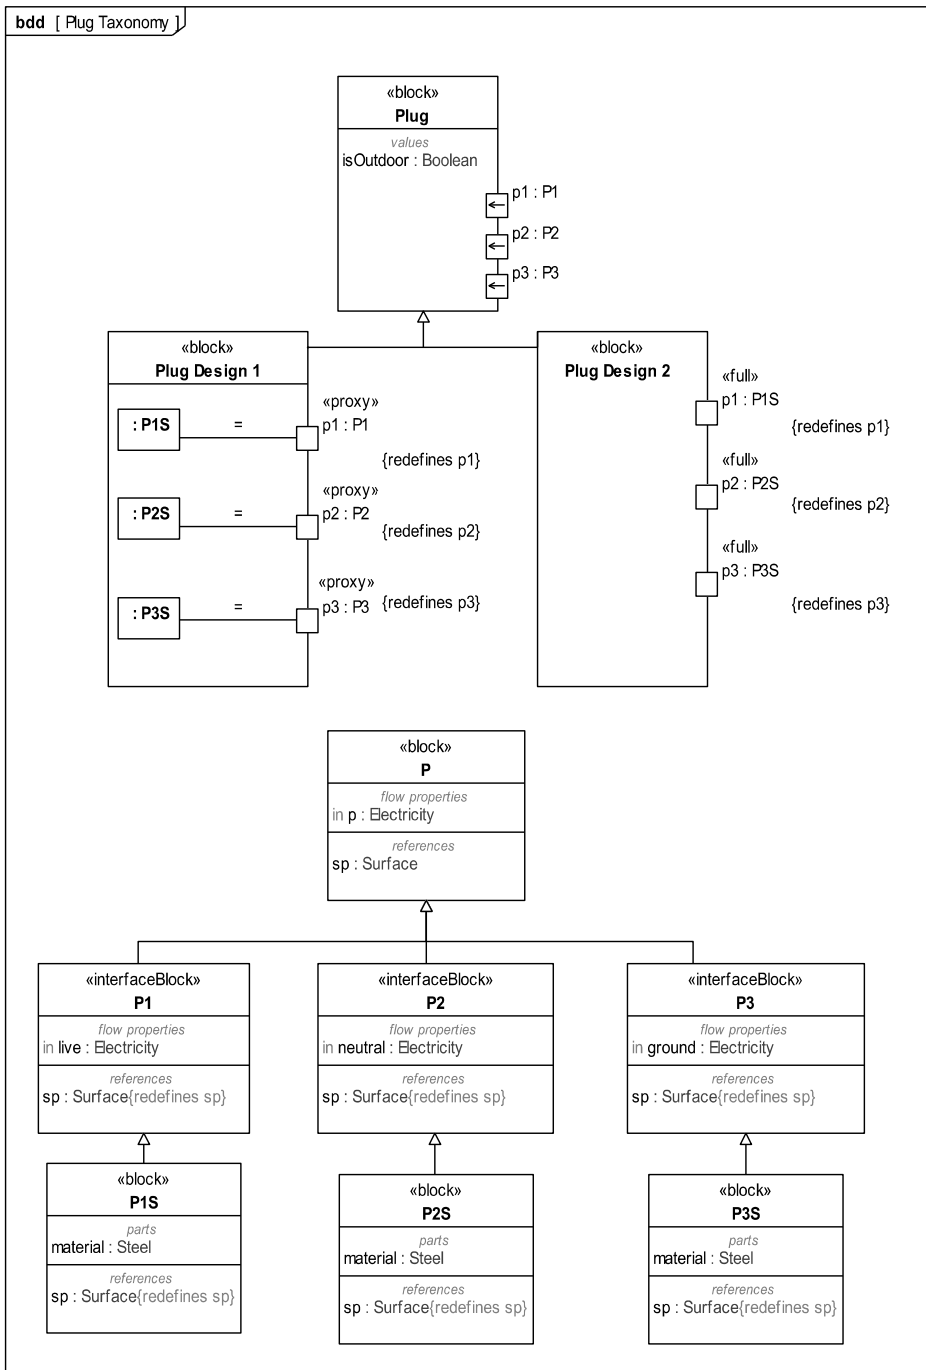 bdd [ Plug Taxonomy ]
«block»
Plug
values
isOutdoor : Boolean
p1 : P1
p2 : P2
p3 : P3
«block»
Plug Design 1
: P1S
=
«proxy»
p1 : P1
{redefines p1}
: P2S
=
«proxy»
p2 : P2
{redefines p2}
: P3S
=
«proxy»
p3 : P3
{redefines p3}
«block»
Plug Design 2
«full»
p1 : P1S
{redefines p1}
«full»
p2 : P2S
{redefines p2}
«full»
p3 : P3S
{redefines p3}
«block»
P
flow properties
in p : Electricity
references
sp : Surface
«interfaceBlock»
P1
flow properties
in live : Electricity
references
sp : Surface{redefines sp}
«interfaceBlock»
P2
flow properties
in neutral : Electricity
references
sp : Surface{redefines sp}
«interfaceBlock»
P3
flow properties
in ground : Electricity
references
sp : Surface{redefines sp}
«block»
P1S
parts
material : Steel
references
sp : Surface{redefines sp}
«block»
P2S
parts
material : Steel
references
sp : Surface{redefines sp}
«block»
P3S
parts
material : Steel
references
sp : Surface{redefines sp}